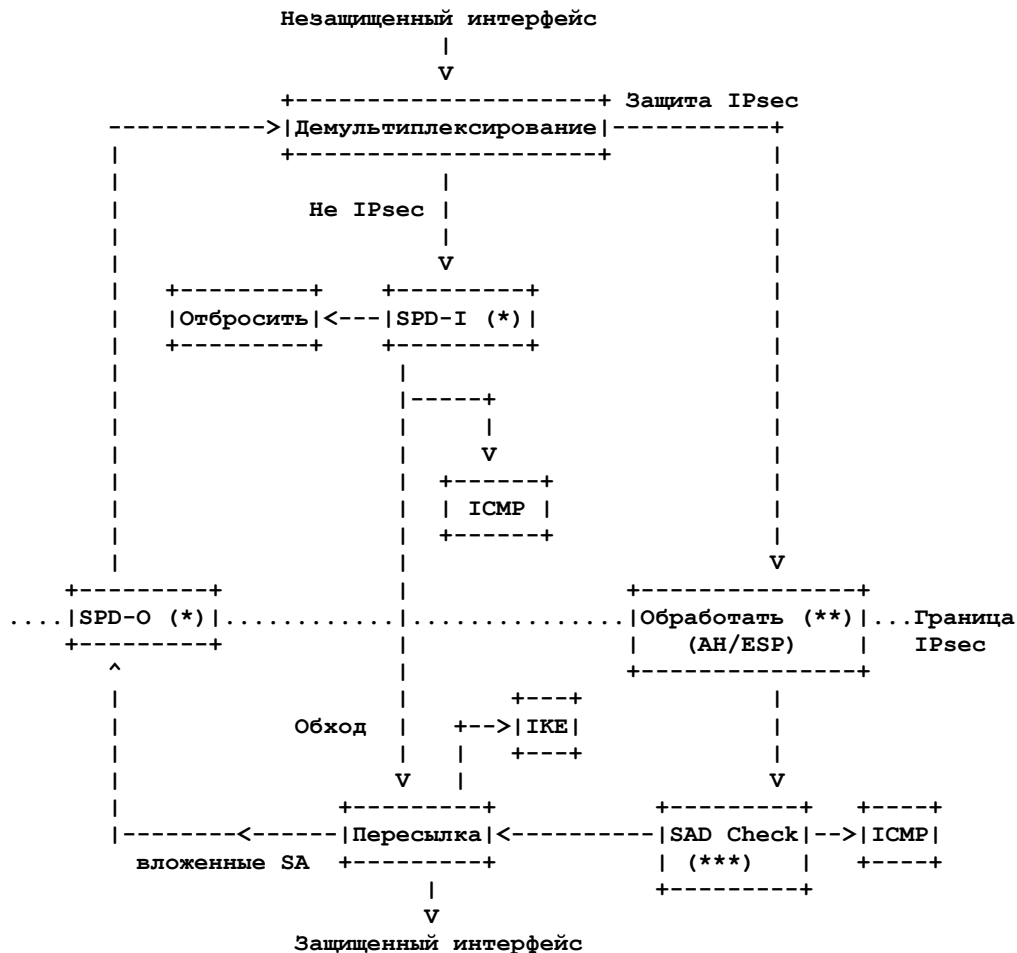 Незащищенный интерфейс
Защита IPsec
Демультиплексирование
Не IPsec
Отбросить SPD-I (*)
ICMP
SPD-O (*) Обработать (**) Граница
(AH/ESP) IPsec
IKE
Обход
Пересылка SAD Check ICMP
вложенные SA (***)
Защищенный интерфейс